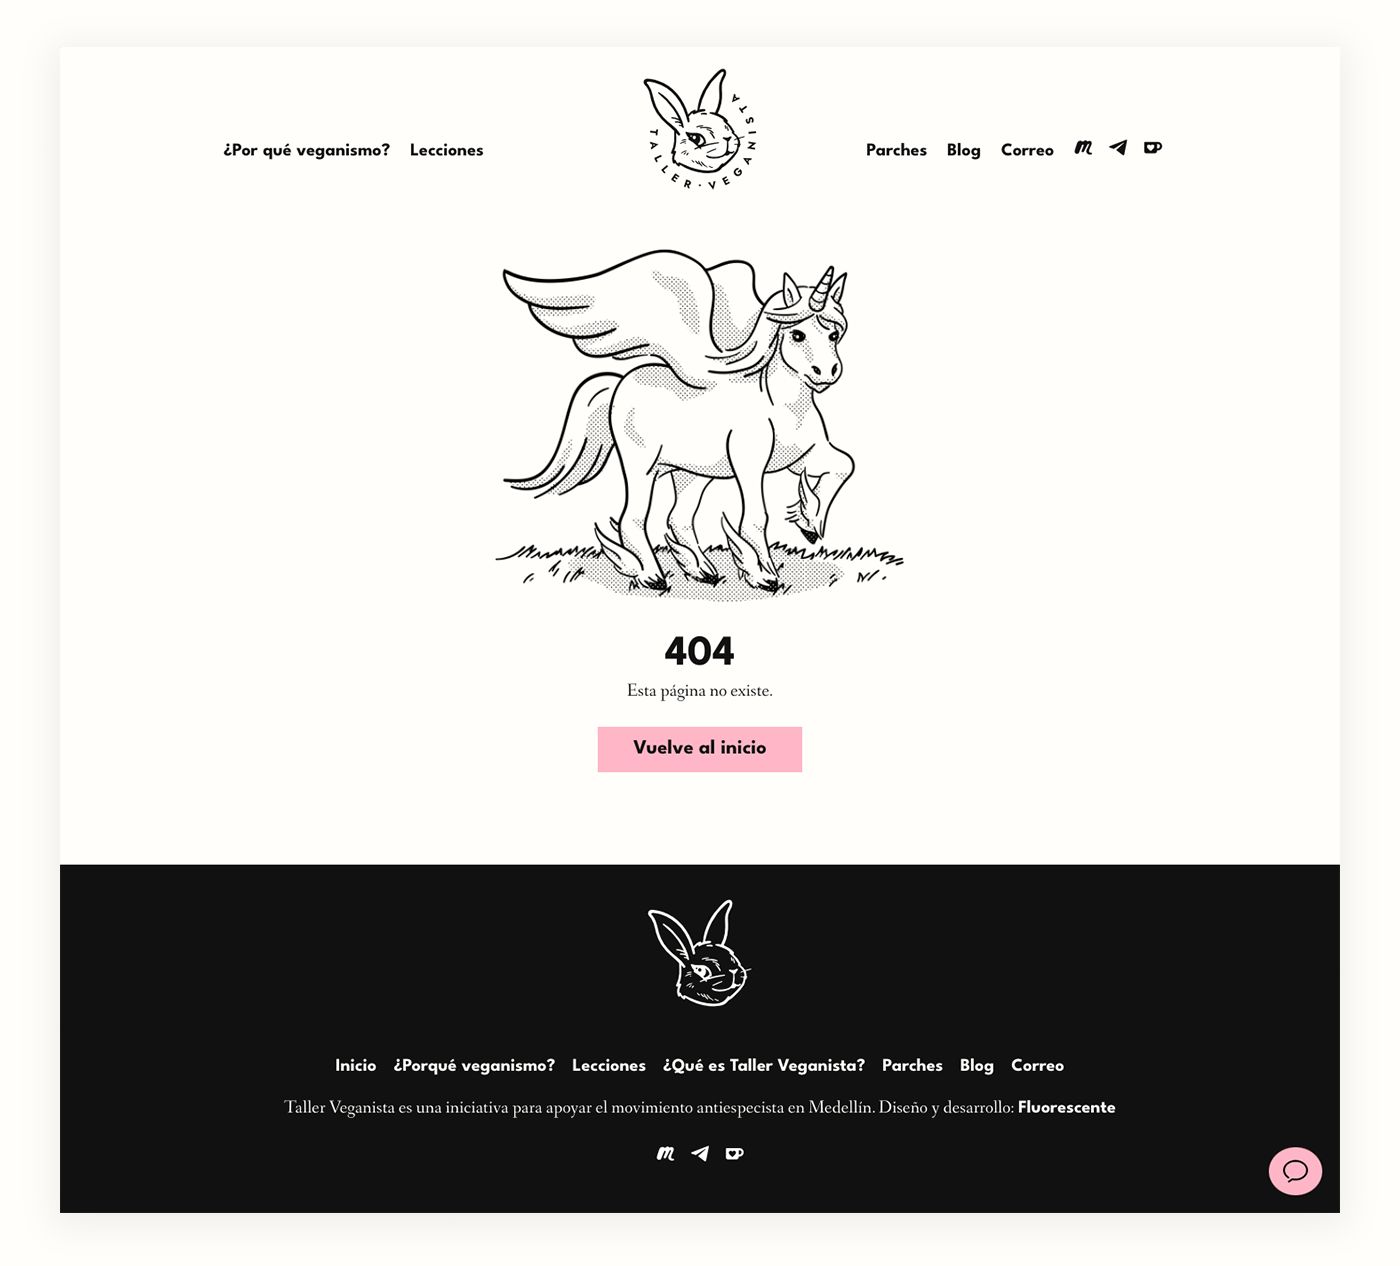 ¿Por qué veganismo? Lecciones
TALLER · VEGANISTA
Parches Blog Correo
404
Esta página no existe.
Vuelve al inicio
Inicio ¿Porqué veganismo? Lecciones ¿Qué es Taller Veganista? Parches Blog Correo
Taller Veganista es una iniciativa para apoyar el movimiento antiespecista en Medellín. Diseño y desarrollo: Fluorescente